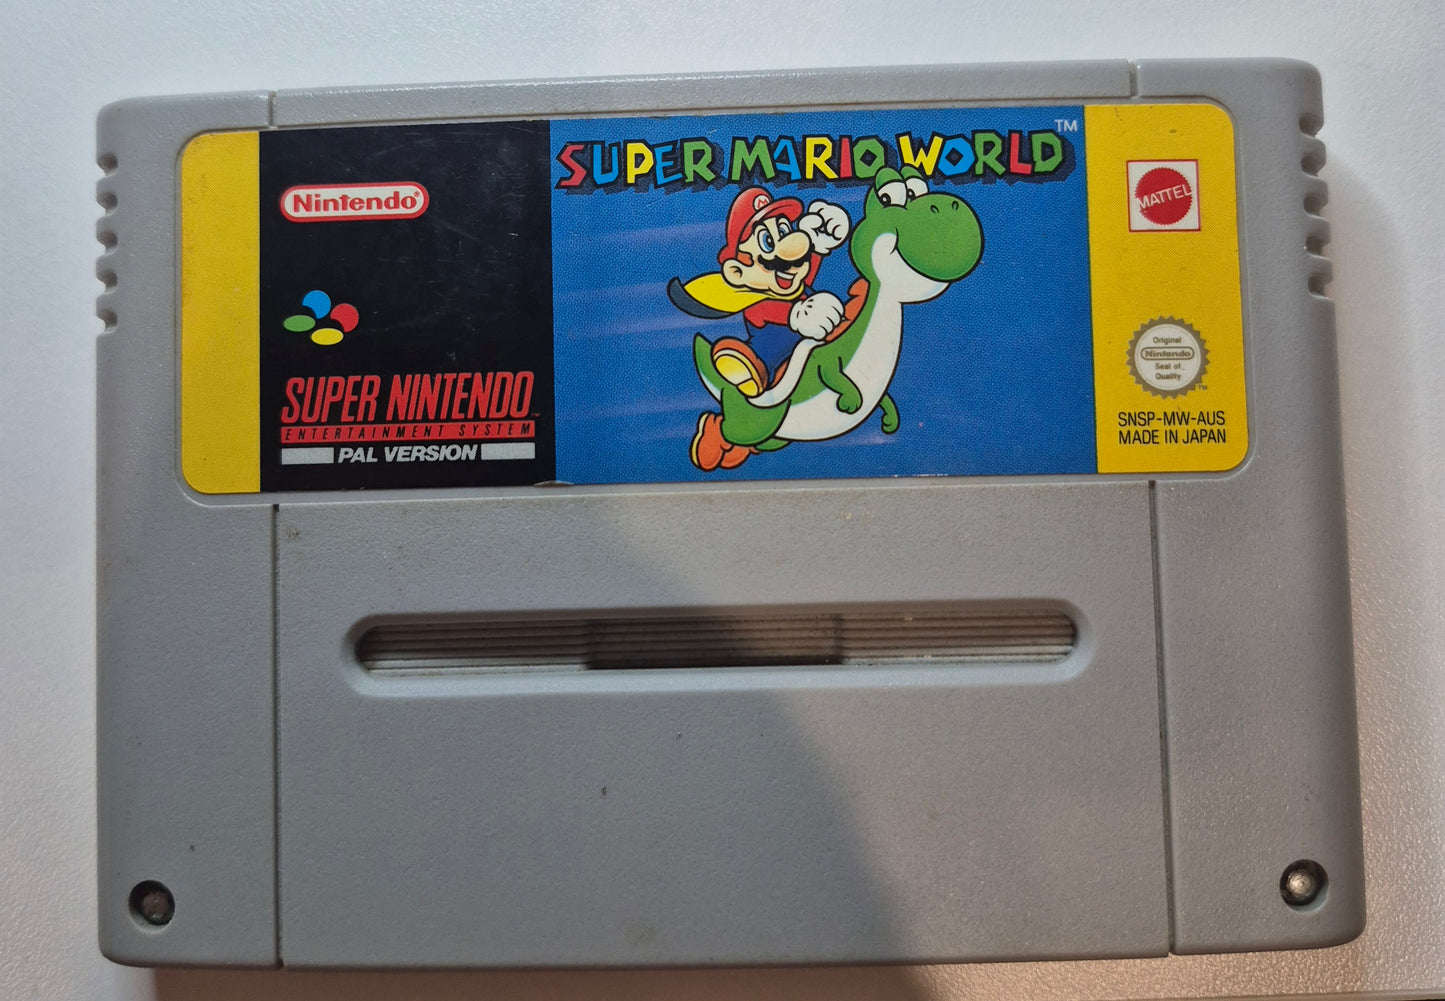 Nintendo®
SUPER NINTENDO
ENTERTAINMENT SYSTEM
PAL VERSION
SUPER MARIO WORLD™
M
MATTEL
Original
Nintendo
Seal of
Quality
™
SNSP-MW-AUS
MADE IN JAPAN